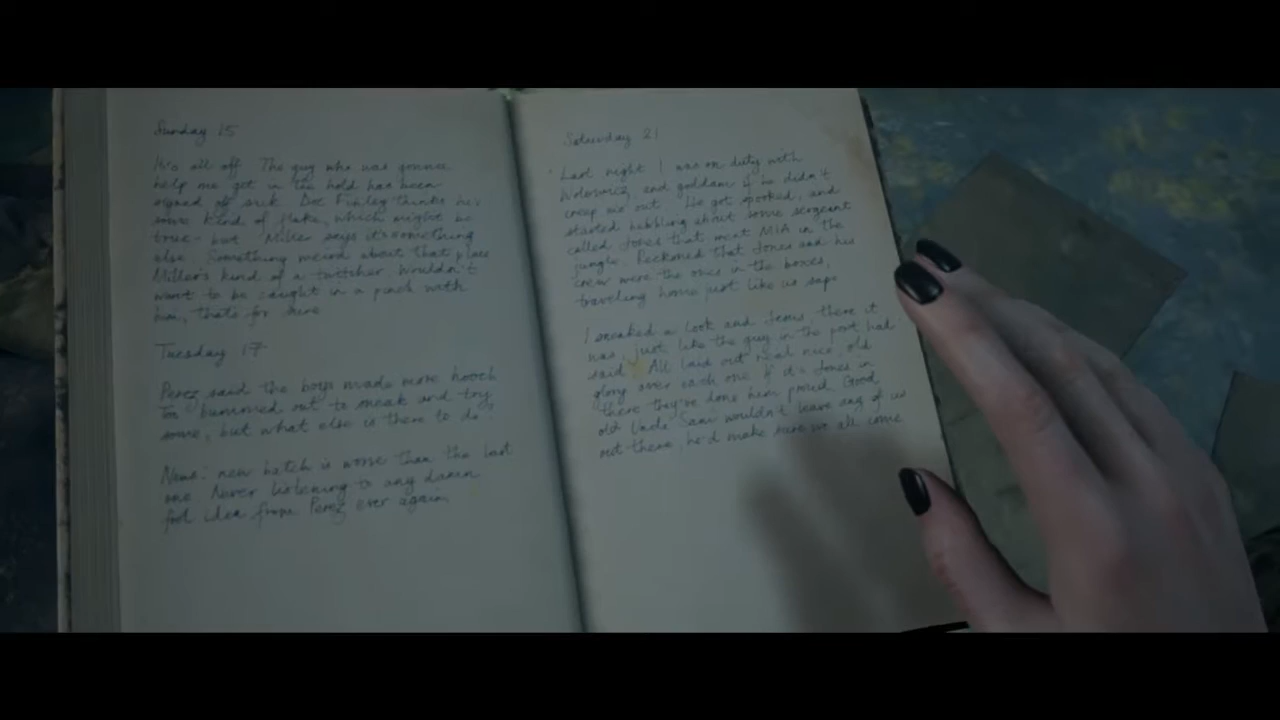 Sunday 15
It's all off. The guy who was gonna
help me get in the hold has been
signed off sick. Doc Finley thinks he's
some kind of flake, which might be
true - but Miller says it's something
else. Something weird about that place
Miller's kind of a twitcher. Wouldn't
want to be caught in a pinch with
him, thats for sure
Tuesday 17
Perez said the boys made more hooch
Too bummed out to sneak and try
some, but what else is there to do,
News: new batch is worse than the last
one. Never listening to any damn
fool idea from Perez ever again,
Saturday 21
Last night I was on duty with
Wolowicz and goddam if he didn't
creep me out. He got spooked, and
started babbling about some sergeant
called Jones that went MIA in the
jungle. Reckoned that Jones and his
crew were the ones in the boxes,
traveling home just like us saps
I sneaked a look and Jesus there it
was, just like the guy in the port had
said. All laid out real nice, old
glory over each one. If it's Jones in
there they've done him proud. Good
old Uncle Sam wouldn't leave any of us
out there, he'd make sure we all come